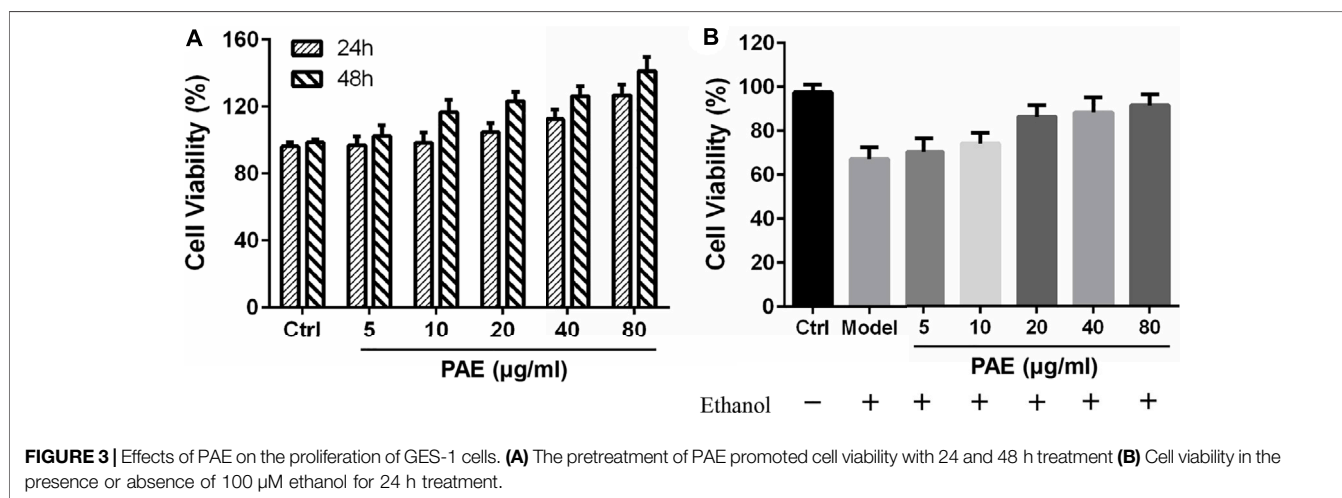 A
B
160
120
80
40
0
Cell Viability (%)
24h
48h
Ctrl 5 10 20 40 80
PAE (µg/ml)
120
100
80
60
40
20
0
Cell Viability (%)
Ctrl Model 5 10 20 40 80
PAE (µg/ml)
Ethanol − + + + + + +
FIGURE 3 | Effects of PAE on the proliferation of GES-1 cells. (A) The pretreatment of PAE promoted cell viability with 24 and 48 h treatment (B) Cell viability in the
presence or absence of 100 µM ethanol for 24 h treatment.